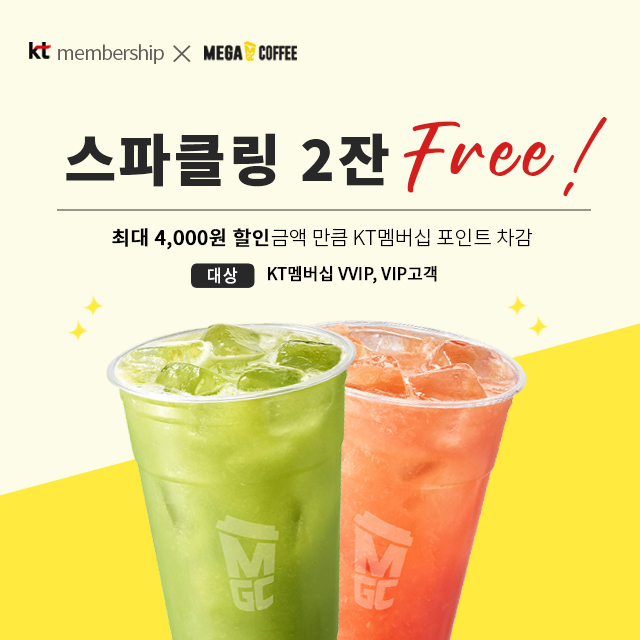 kt membership × MEGA MGC COFFEE
스파클링 2잔 Free!
최대 4,000원 할인금액 만큼 KT멤버십 포인트 차감
대상 KT멤버십 VVIP, VIP고객
M
GC
M
GC